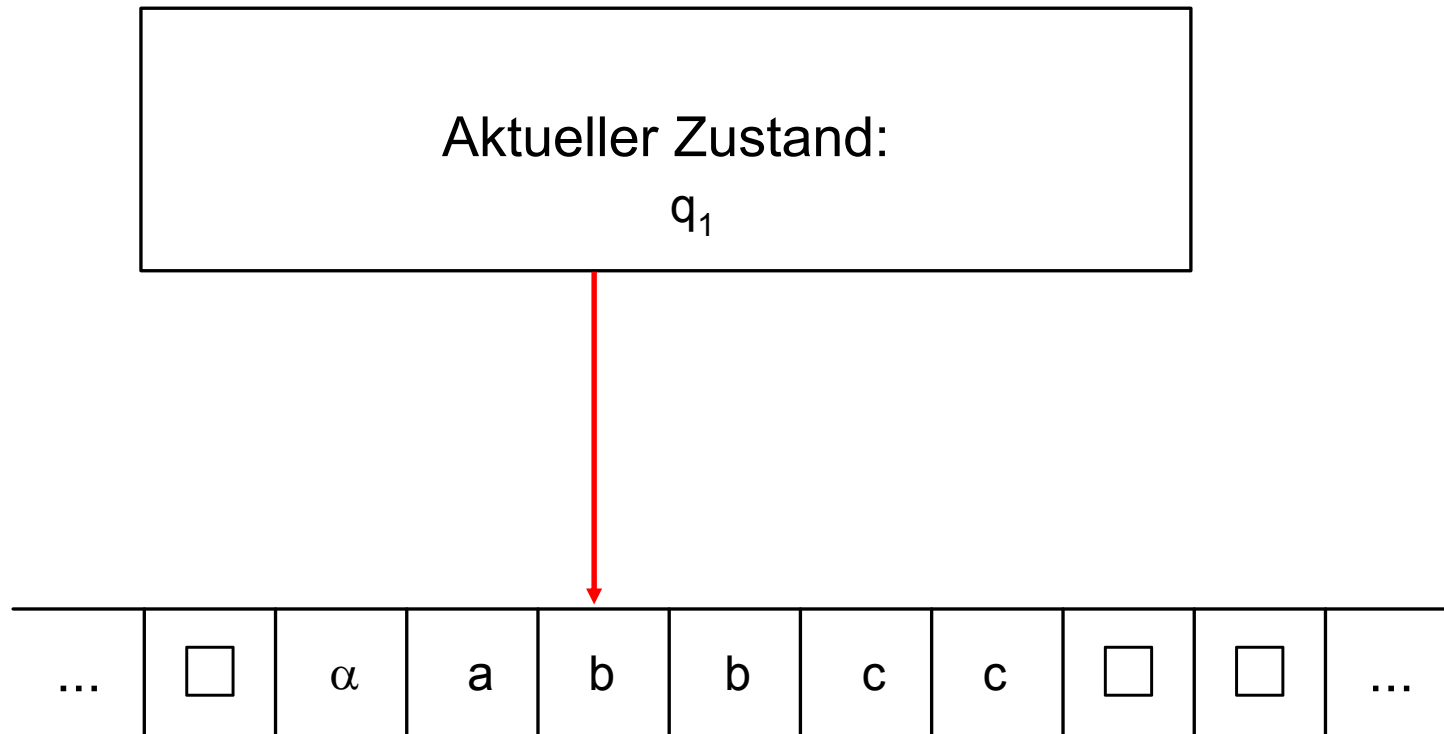 Aktueller Zustand:
q₁
... □ α a b b c c □ □ ...